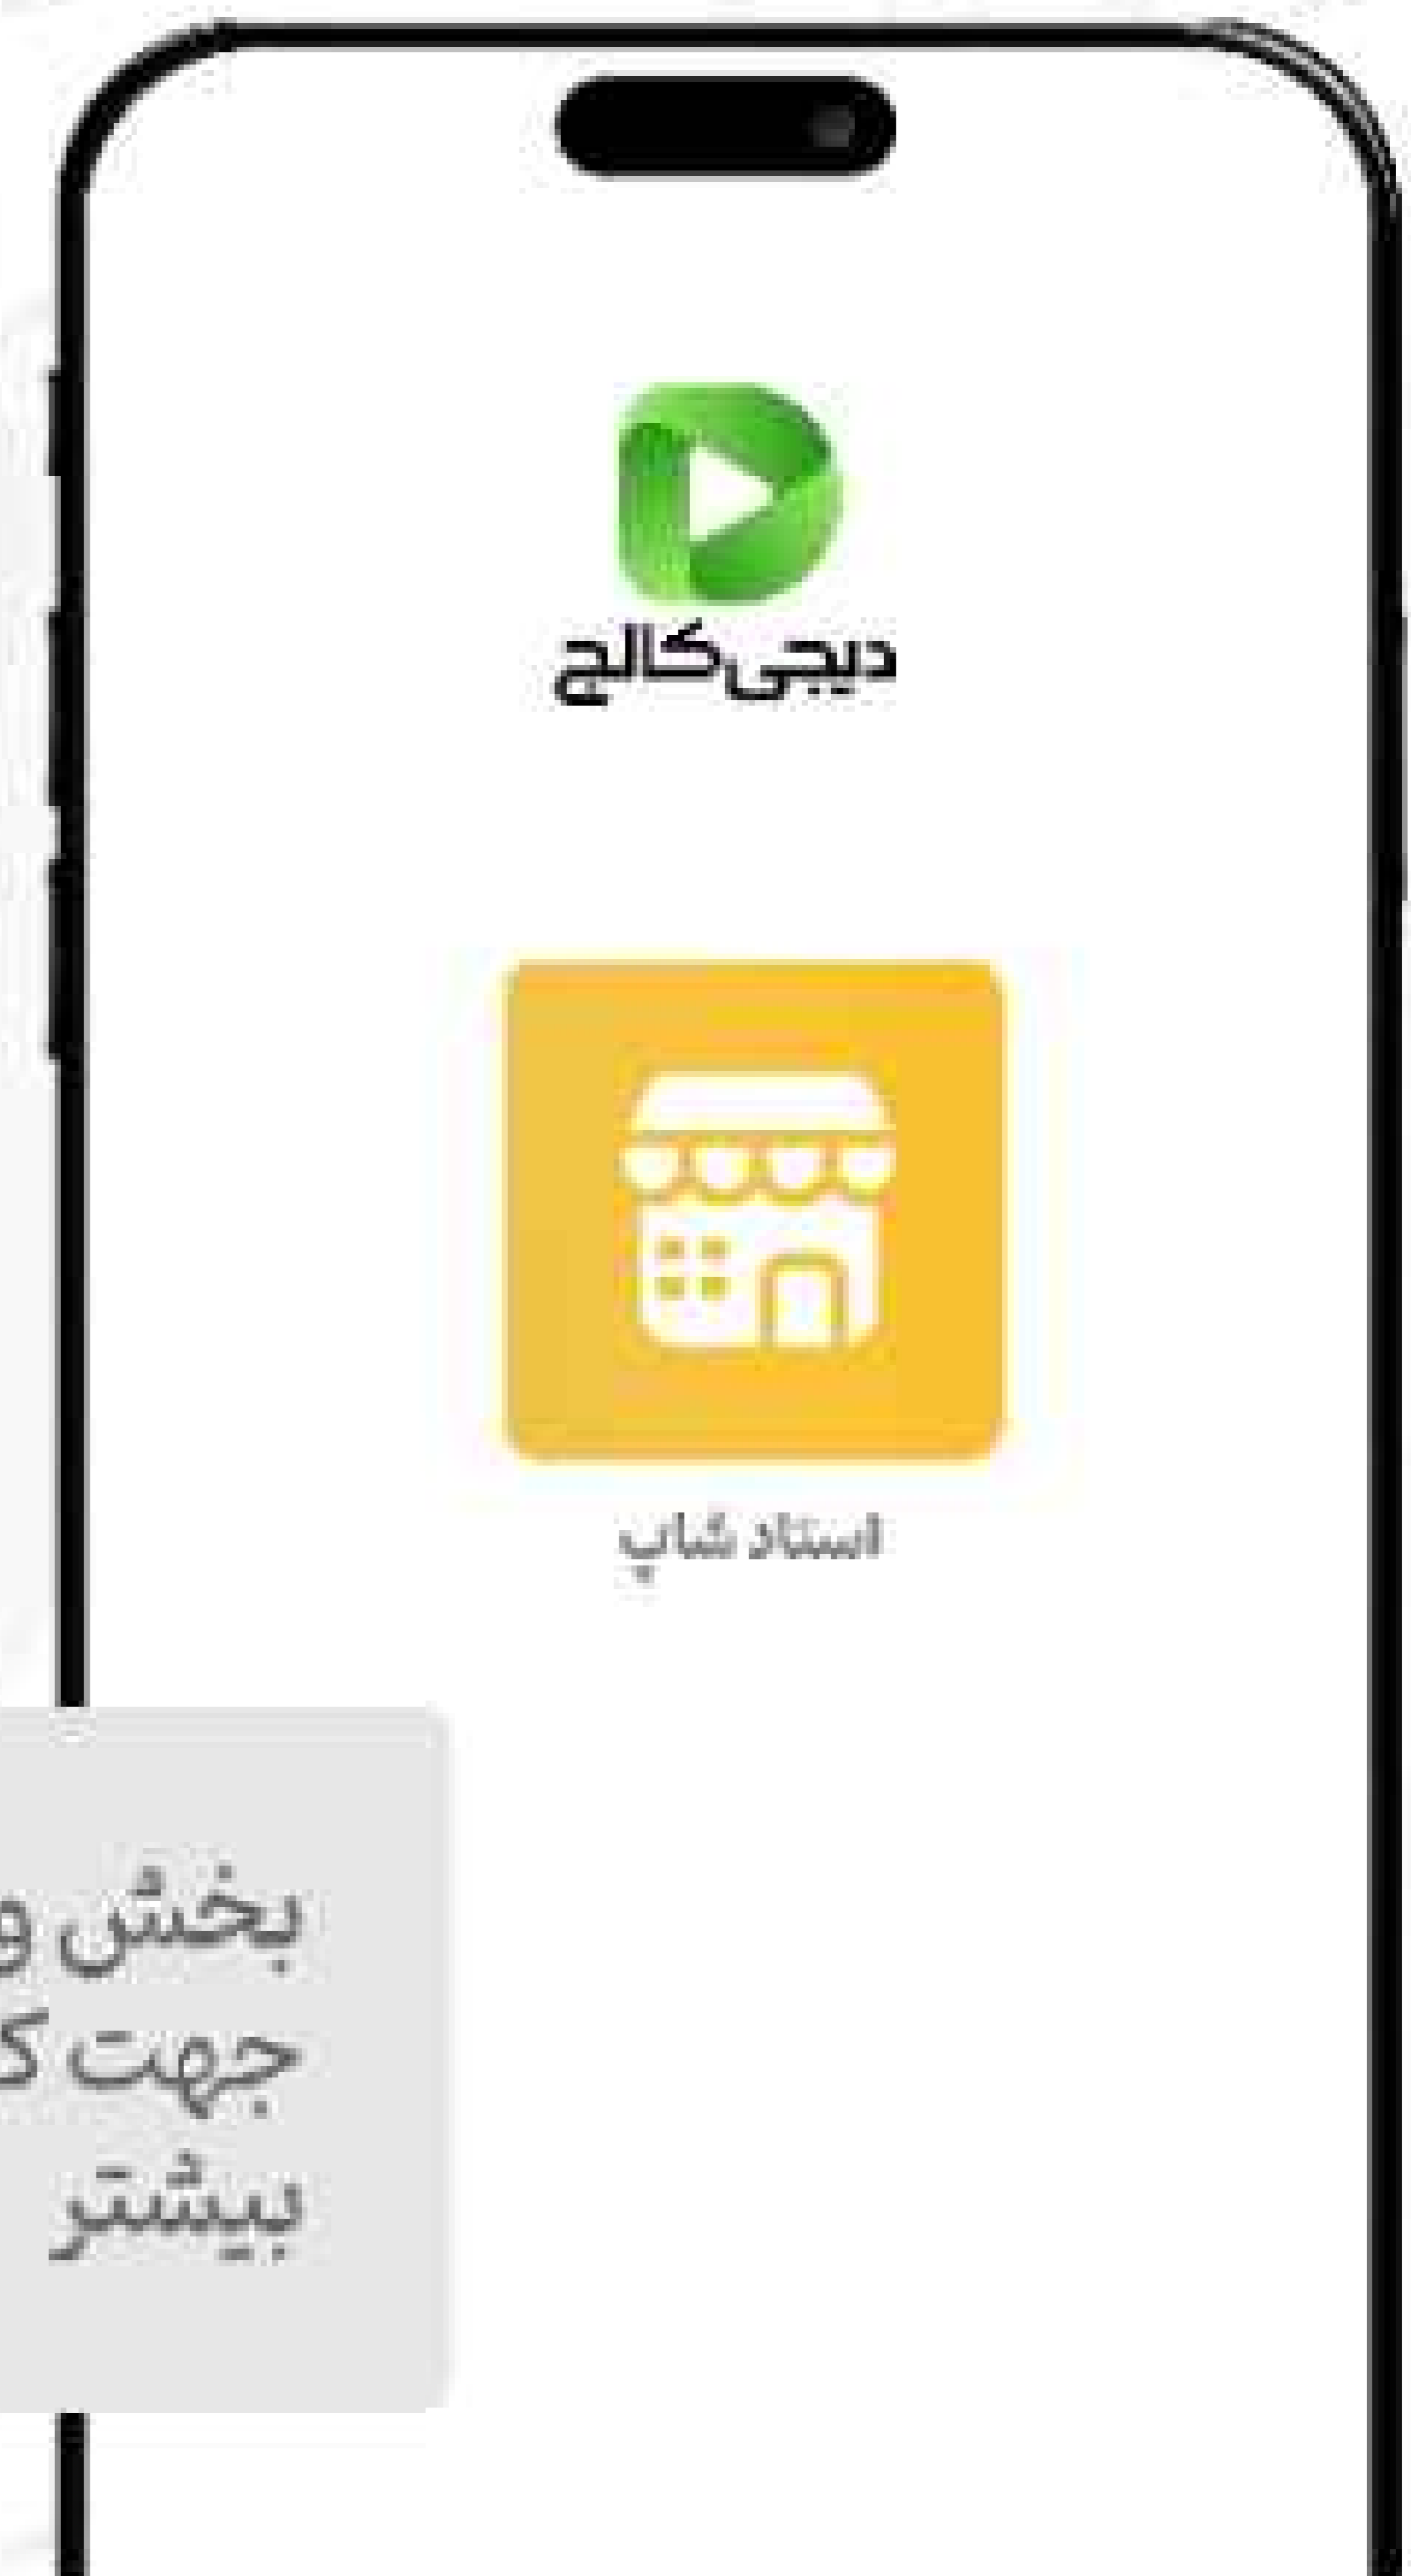 دیجی‌کالج
استاد شاپ
بخش و
جهت ک
بیشتر